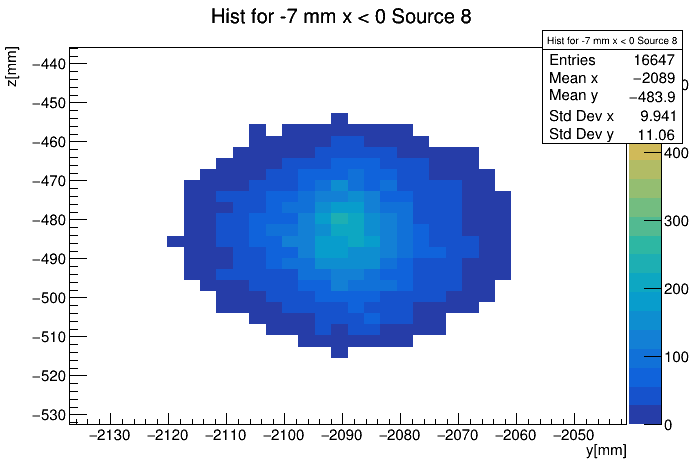 Hist for -7 mm x < 0 Source 8
z[mm]
Hist for -7 mm x < 0 Source 8
Entries 16647
Mean x −2089
Mean y −483.9
Std Dev x 9.941
Std Dev y 11.06
−440
−450
−460
−470
−480
−490
−500
−510
−520
−530
0
400
300
200
100
0
−2130 −2120 −2110 −2100 −2090 −2080 −2070 −2060 −2050
y[mm]